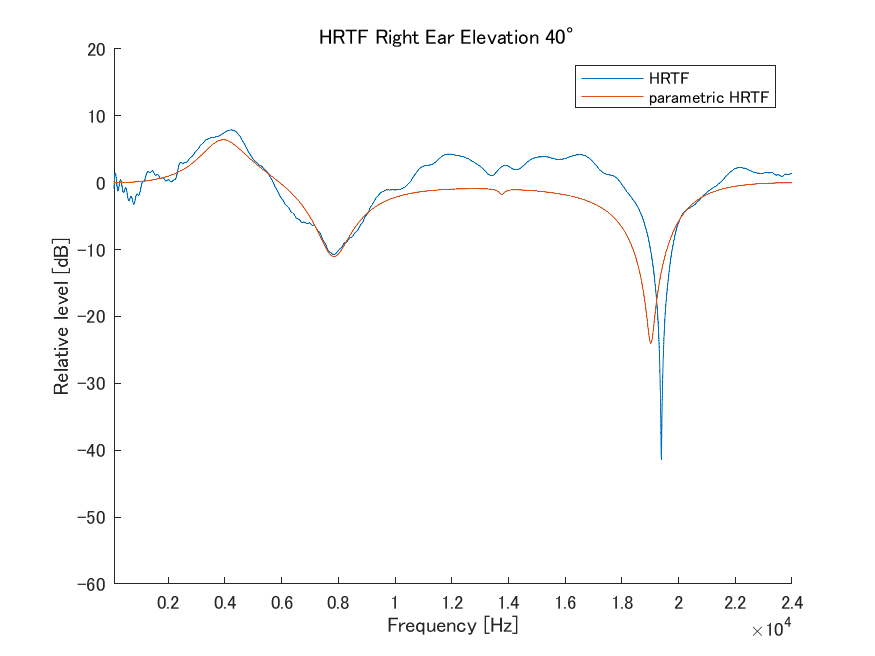 HRTF Right Ear Elevation 40°
HRTF
parametric HRTF
20
10
0
-10
-20
-30
-40
-50
-60
Relative level [dB]
0.2 0.4 0.6 0.8 1 1.2 1.4 1.6 1.8 2 2.2 2.4
Frequency [Hz]
×10⁴